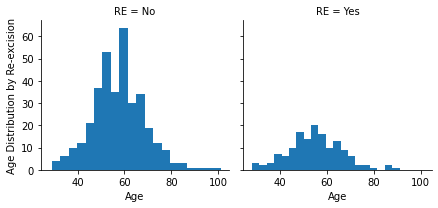 RE = No
RE = Yes
Age Distribution by Re-excision
60
50
40
30
20
10
0
40 60 80 100
40 60 80 100
Age
Age